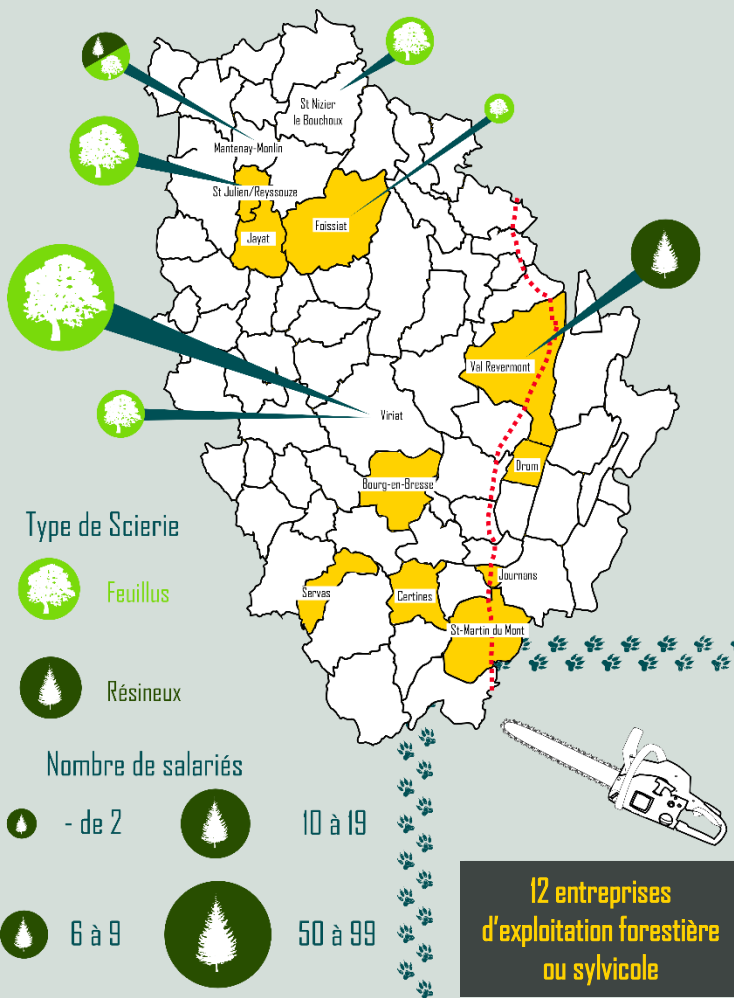 St Nizier
le Bouchoux
Mantenay-Monlin
St Julien/Reyssouze
Jayat
Foissiat
Val Revermont
Viriat
Drom
Bourg-en-Bresse
Journans
Servas
Certines
St-Martin du Mont
Type de Scierie
Feuillus
Résineux
Nombre de salariés
- de 2
10 à 19
6 à 9
50 à 99
12 entreprises
d'exploitation forestière
ou sylvicole